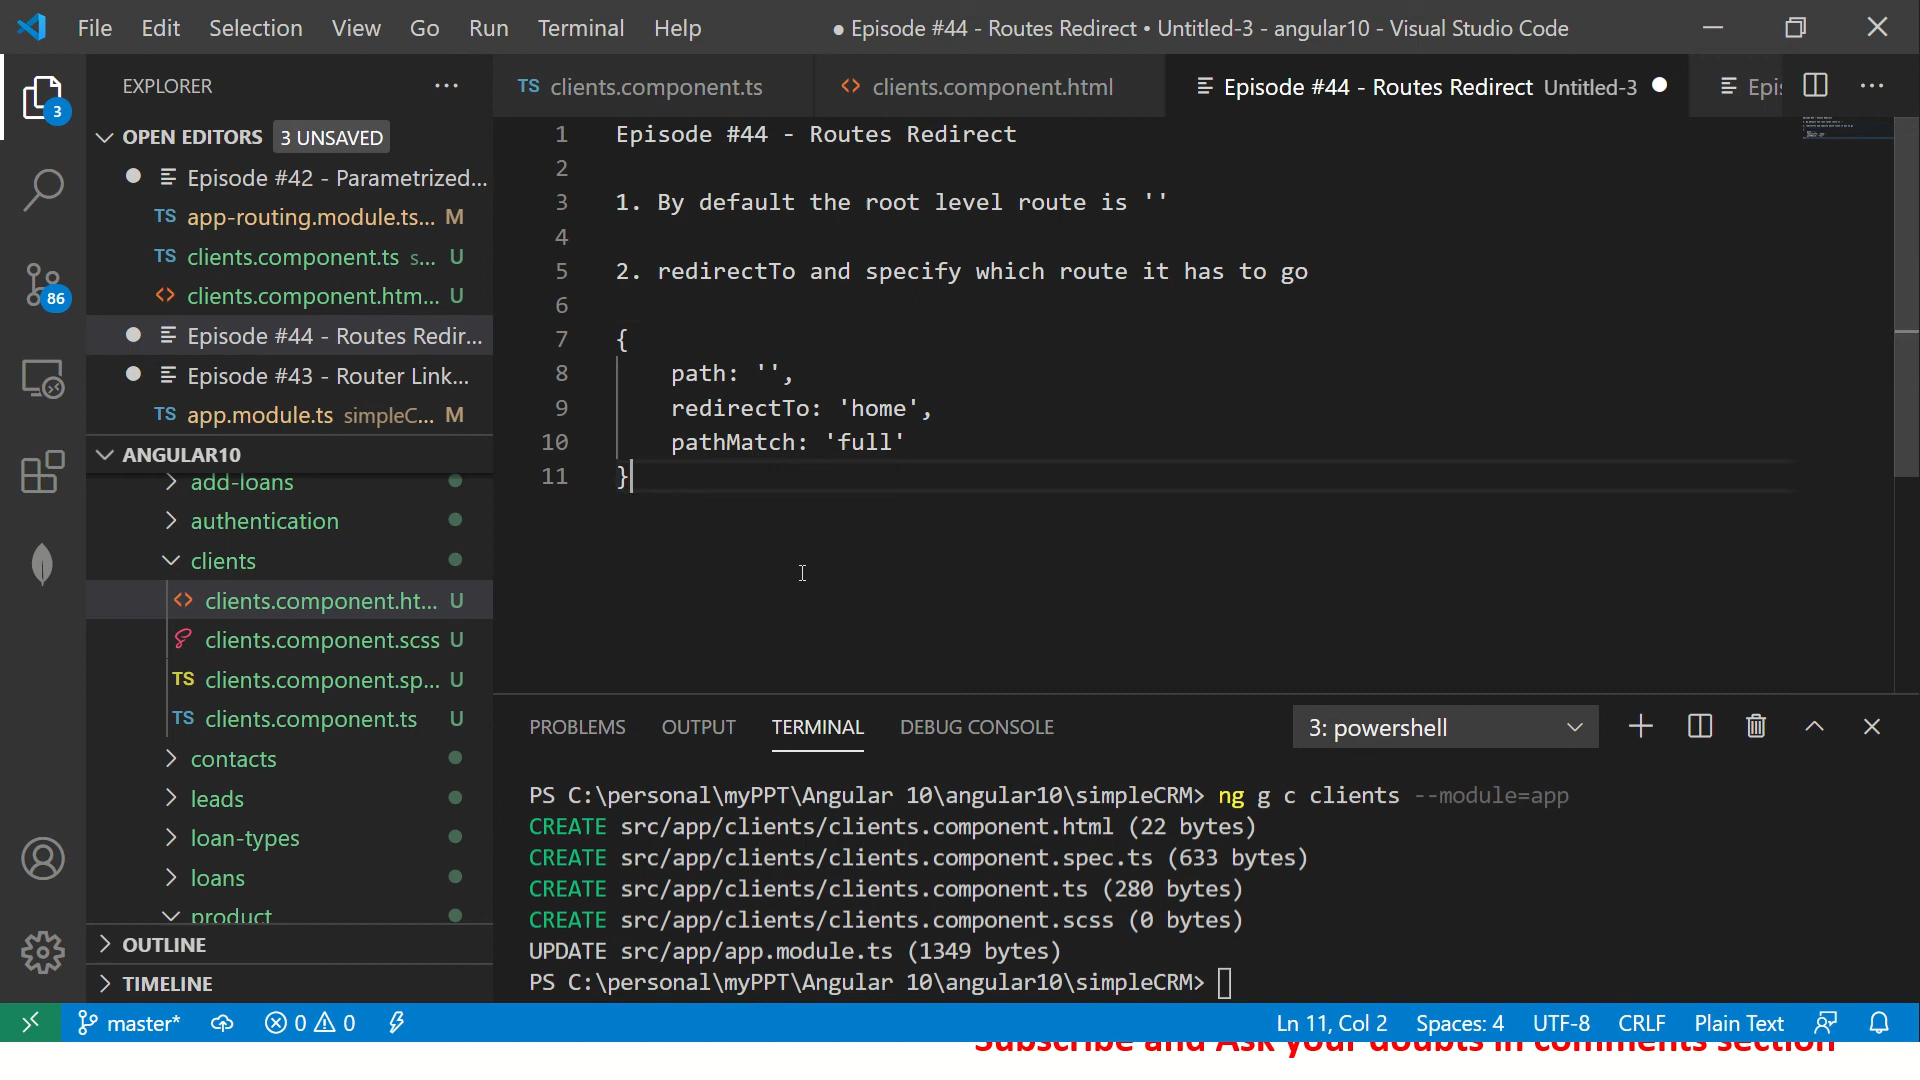 File Edit Selection View Go Run Terminal Help
● Episode #44 - Routes Redirect • Untitled-3 - angular10 - Visual Studio Code
EXPLORER
TS clients.component.ts
<> clients.component.html
Episode #44 - Routes Redirect Untitled-3
Epi
3
OPEN EDITORS 3 UNSAVED
Episode #42 - Parametrized...
TS app-routing.module.ts... M
TS clients.component.ts s... U
<> clients.component.htm... U
86
Episode #44 - Routes Redir...
Episode #43 - Router Link...
TS app.module.ts simpleC... M
ANGULAR10
add-loans
authentication
clients
<> clients.component.ht... U
clients.component.scss U
TS clients.component.sp... U
TS clients.component.ts U
contacts
leads
loan-types
loans
product
OUTLINE
TIMELINE
1 Episode #44 - Routes Redirect
2
3 1. By default the root level route is ''
4
5 2. redirectTo and specify which route it has to go
6
7 {
8 path: '',
9 redirectTo: 'home',
10 pathMatch: 'full'
11 }
PROBLEMS OUTPUT TERMINAL DEBUG CONSOLE
3: powershell
PS C:\personal\myPPT\Angular 10\angular10\simpleCRM> ng g c clients --module=app
CREATE src/app/clients/clients.component.html (22 bytes)
CREATE src/app/clients/clients.component.spec.ts (633 bytes)
CREATE src/app/clients/clients.component.ts (280 bytes)
CREATE src/app/clients/clients.component.scss (0 bytes)
UPDATE src/app/app.module.ts (1349 bytes)
PS C:\personal\myPPT\Angular 10\angular10\simpleCRM>
master* 0 0
Ln 11, Col 2 Spaces: 4 UTF-8 CRLF Plain Text
Subscribe and Ask your doubts in comments section